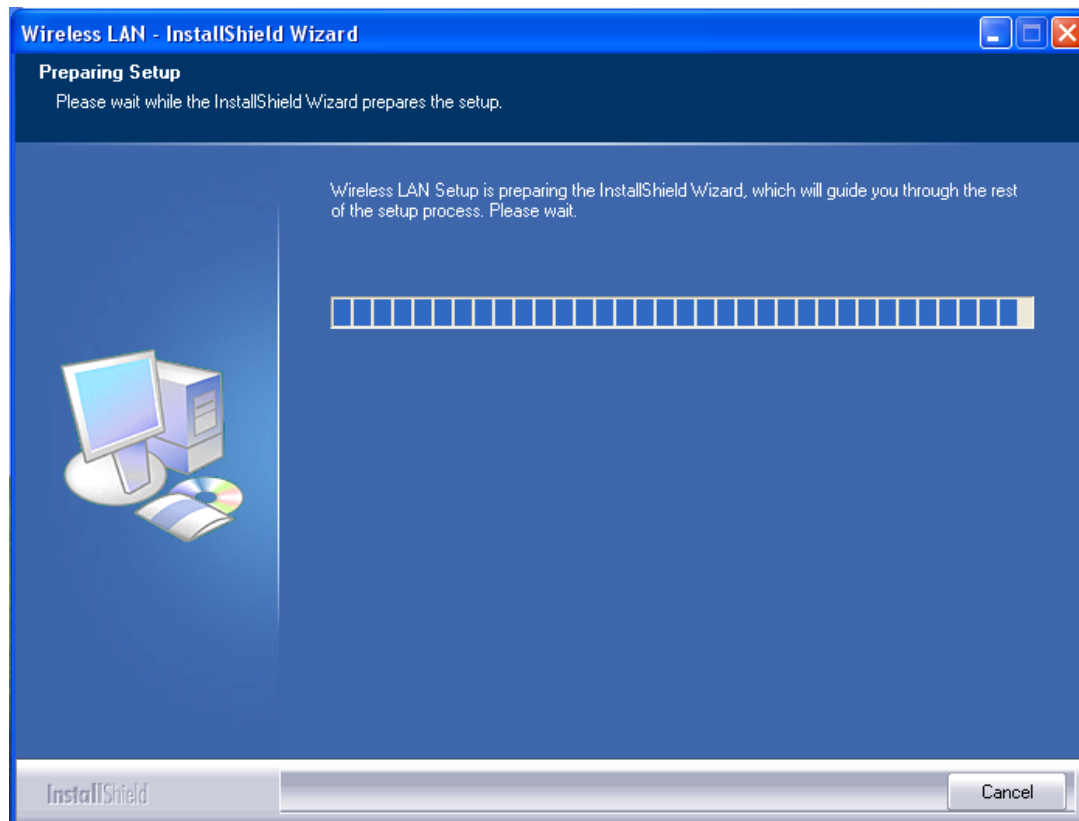 Wireless LAN - InstallShield Wizard
Preparing Setup
Please wait while the InstallShield Wizard prepares the setup.
Wireless LAN Setup is preparing the InstallShield Wizard, which will guide you through the rest
of the setup process. Please wait.
InstallShield
Cancel